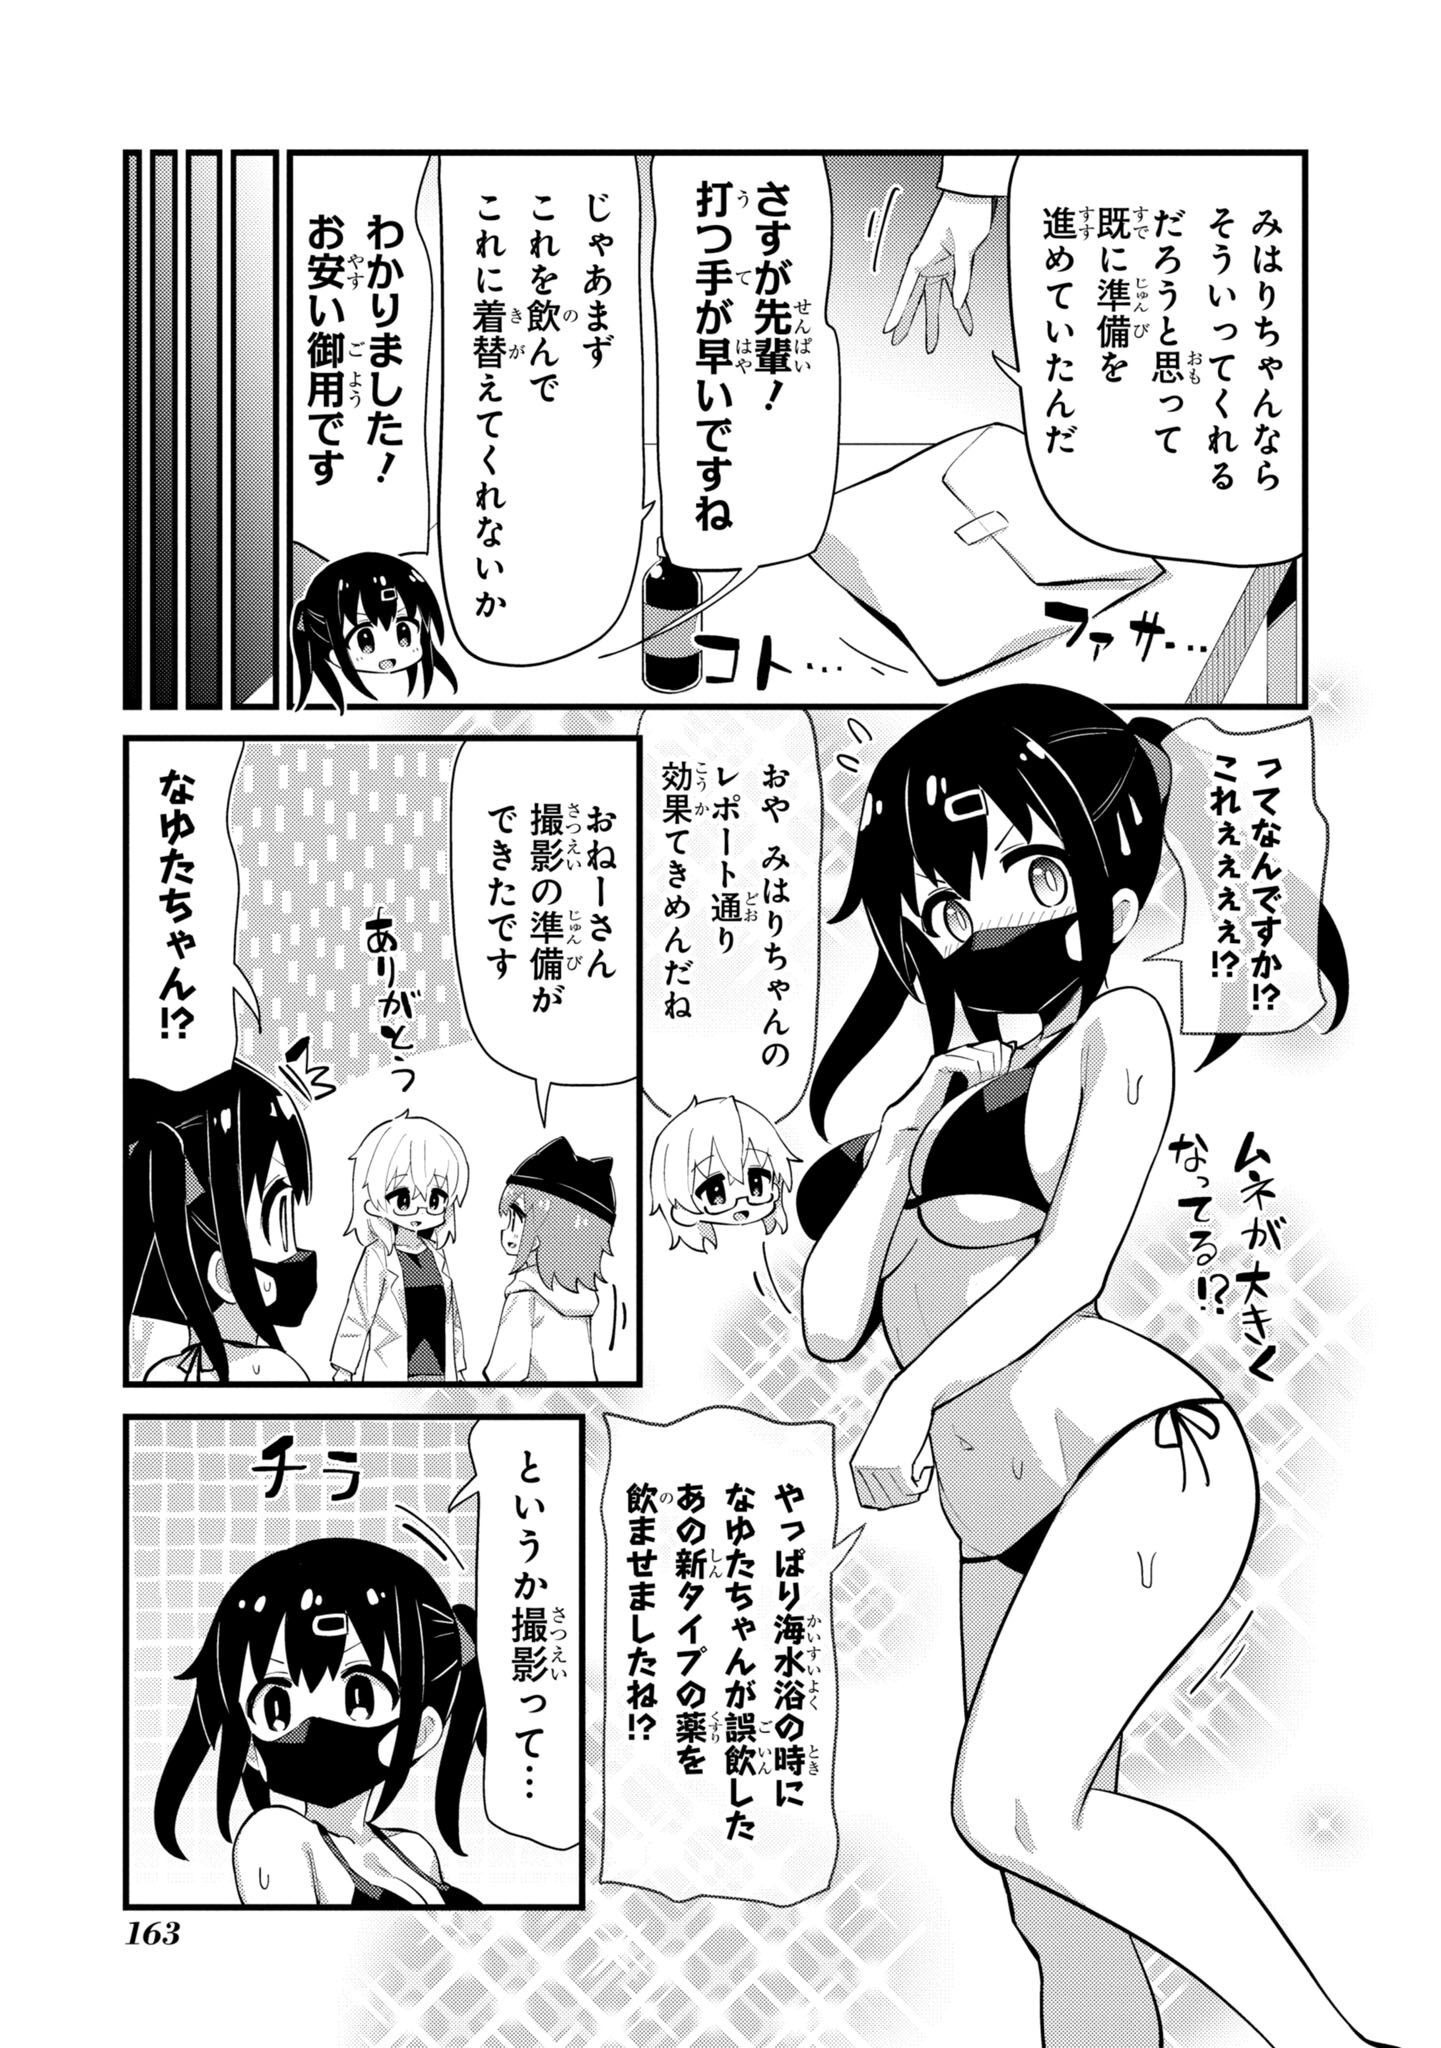 みはりちゃんなら
そういってくれる
だろうと思って
既に準備を
進めていたんだ
ファサ…
さすが先輩！
打つ手が早いですね
コト…
じゃあまず
これを飲んで
これに着替えてくれないか
わかりました！
お安い御用です
ってなんですか!?
これぇぇぇぇぇ!?
ムネが大きく
なってる!?
おや みはりちゃんの
レポート通り
効果てきめんだね
やっぱり海水浴の時に
なゆたちゃんが誤飲した
あの新タイプの薬を
飲ませましたね!?
おねーさん
撮影の準備が
できたです
ありがとう
なゆたちゃん!?
というか撮影って…
チラ
163